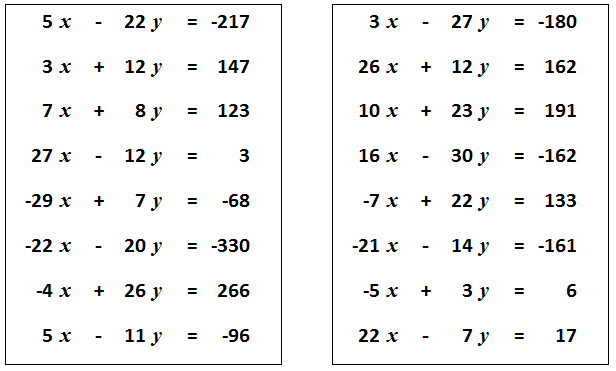 5 x - 22 y = -217
3 x + 12 y = 147
7 x + 8 y = 123
27 x - 12 y = 3
-29 x + 7 y = -68
-22 x - 20 y = -330
-4 x + 26 y = 266
5 x - 11 y = -96
3 x - 27 y = -180
26 x + 12 y = 162
10 x + 23 y = 191
16 x - 30 y = -162
-7 x + 22 y = 133
-21 x - 14 y = -161
-5 x + 3 y = 6
22 x - 7 y = 17